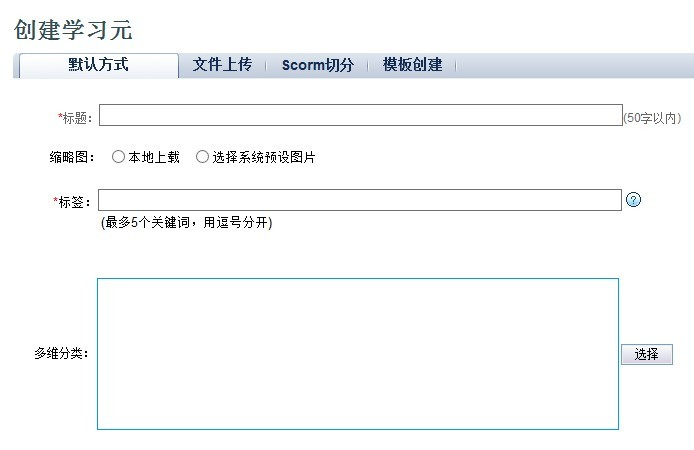 创建学习元
默认方式 文件上传 Scorm切分 模板创建
*标题： (50字以内)
缩略图： 本地上载 选择系统预设图片
*标签： ?
(最多5个关键词，用逗号分开)
多维分类： 选择